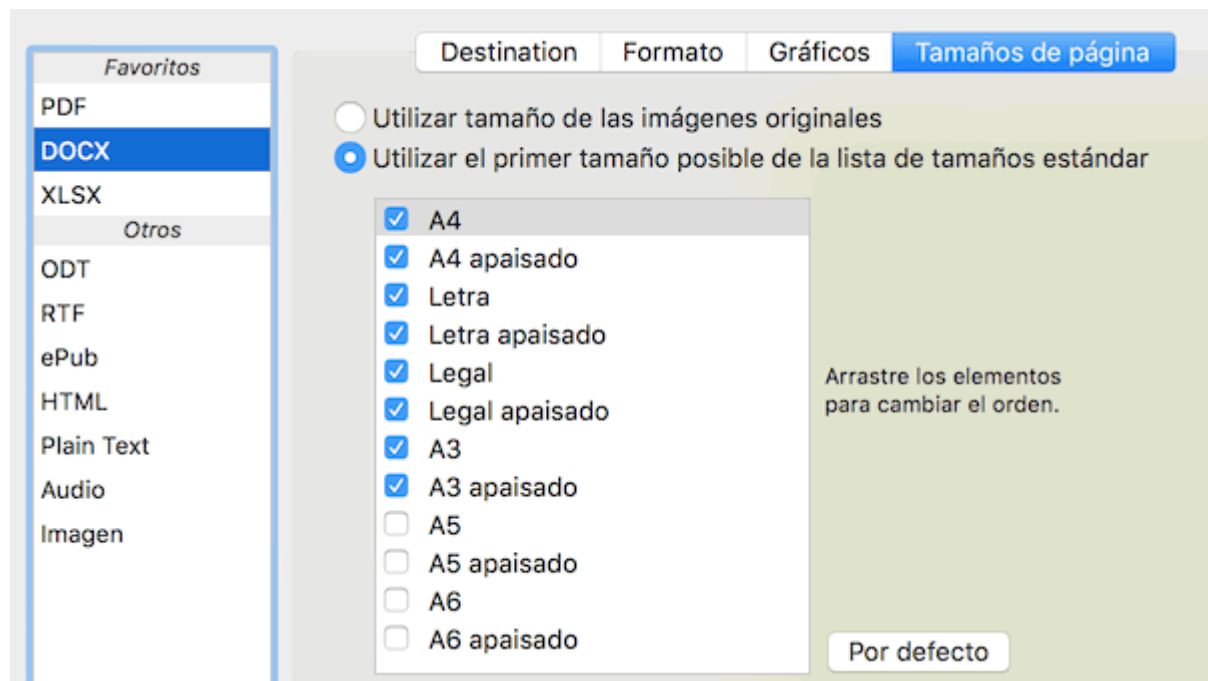 Destination Formato Gráficos Tamaños de página
Favoritos
PDF
DOCX
XLSX
Otros
ODT
RTF
ePub
HTML
Plain Text
Audio
Imagen
Utilizar tamaño de las imágenes originales
Utilizar el primer tamaño posible de la lista de tamaños estándar
A4
A4 apaisado
Letra
Letra apaisado
Legal
Legal apaisado
A3
A3 apaisado
A5
A5 apaisado
A6
A6 apaisado
Arrastre los elementos
para cambiar el orden.
Por defecto